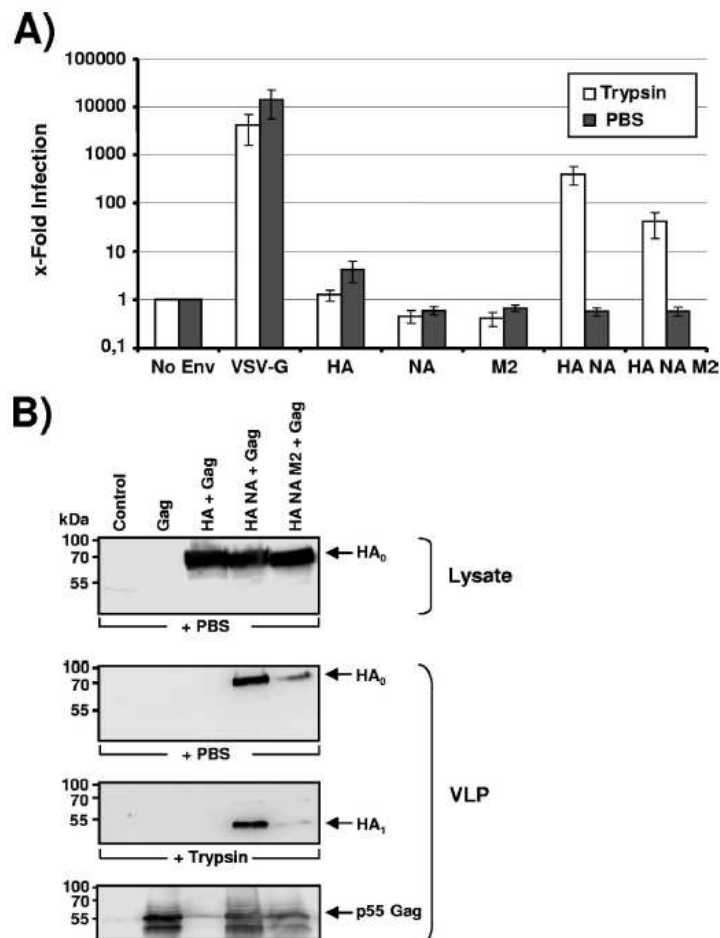 A)
x-Fold Infection
100000
10000
1000
100
10
1
0,1
Trypsin
PBS
No Env VSV-G HA NA M2 HA NA HA NA M2
B)
kDa
Control
Gag
HA + Gag
HA NA + Gag
HA NA M2 + Gag
100
70
55
HA0
Lysate
+ PBS
100
70
55
HA0
+ PBS
VLP
100
70
55
HA1
+ Trypsin
100
70
55
p55 Gag